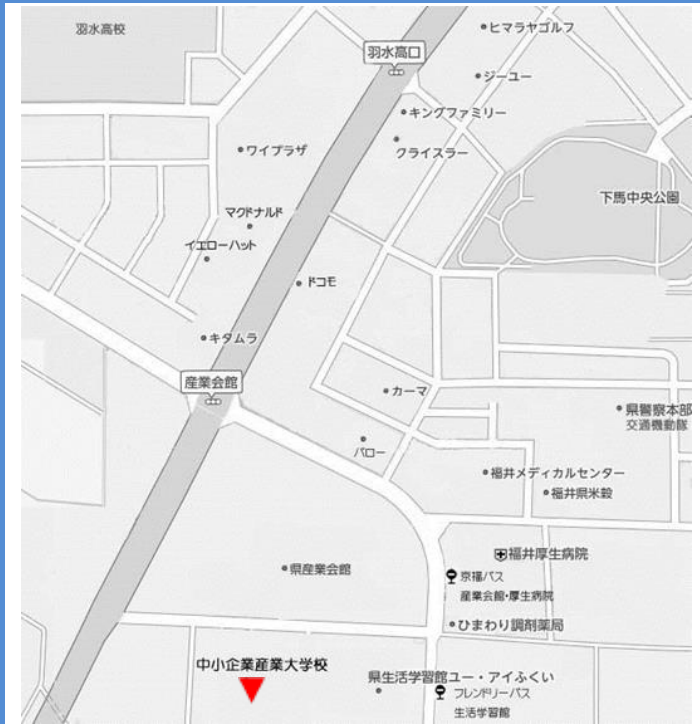 羽水高校
ヒマラヤゴルフ
羽水高口
ジーユー
キングファミリー
クライスラー
ワイプラザ
下馬中央公園
マクドナルド
イエローハット
ドコモ
キタムラ
産業会館
カーマ
県警察本部
交通機動隊
バロー
福井メディカルセンター
福井県米穀
福井厚生病院
県産業会館
京福バス
産業会館・厚生病院
ひまわり調剤薬局
中小企業産業大学校
県生活学習館ユー・アイふくい
フレンドリーバス
生活学習館